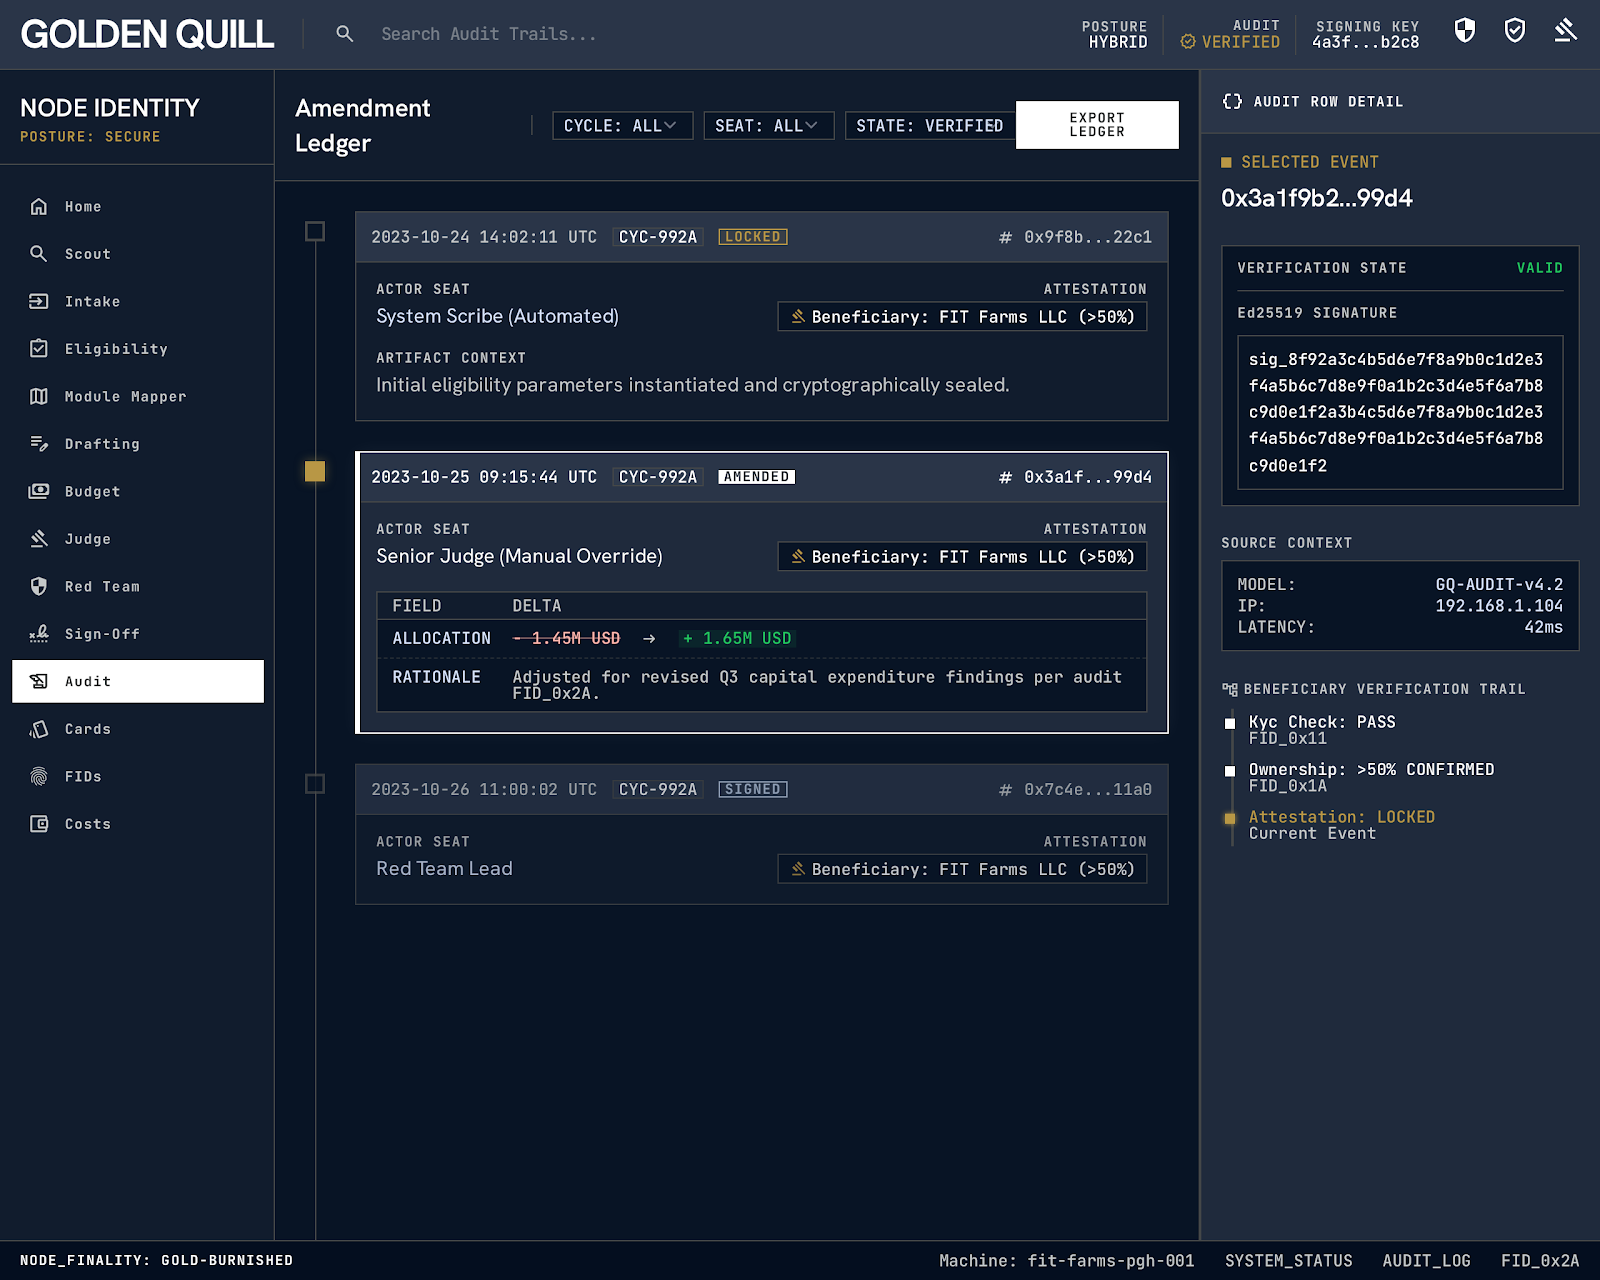 GOLDEN QUILL
Search Audit Trails...
POSTURE
HYBRID
AUDIT
VERIFIED
SIGNING KEY
4a3f...b2c8
NODE IDENTITY
POSTURE: SECURE
Home
Scout
Intake
Eligibility
Module Mapper
Drafting
Budget
Judge
Red Team
Sign-Off
Audit
Cards
FIDs
Costs
Amendment
Ledger
CYCLE: ALL
SEAT: ALL
STATE: VERIFIED
EXPORT
LEDGER
2023-10-24 14:02:11 UTC CYC-992A LOCKED # 0x9f8b...22c1
ACTOR SEAT ATTESTATION
System Scribe (Automated) Beneficiary: FIT Farms LLC (>50%)
ARTIFACT CONTEXT
Initial eligibility parameters instantiated and cryptographically sealed.
2023-10-25 09:15:44 UTC CYC-992A AMENDED # 0x3a1f...99d4
ACTOR SEAT ATTESTATION
Senior Judge (Manual Override) Beneficiary: FIT Farms LLC (>50%)
FIELD DELTA
ALLOCATION - 1.45M USD → + 1.65M USD
RATIONALE Adjusted for revised Q3 capital expenditure findings per audit
FID_0x2A.
2023-10-26 11:00:02 UTC CYC-992A SIGNED # 0x7c4e...11a0
ACTOR SEAT ATTESTATION
Red Team Lead Beneficiary: FIT Farms LLC (>50%)
{} AUDIT ROW DETAIL
SELECTED EVENT
0x3a1f9b2...99d4
VERIFICATION STATE VALID
Ed25519 SIGNATURE
sig_8f92a3c4b5d6e7f8a9b0c1d2e3
f4a5b6c7d8e9f0a1b2c3d4e5f6a7b8
c9d0e1f2a3b4c5d6e7f8a9b0c1d2e3
f4a5b6c7d8e9f0a1b2c3d4e5f6a7b8
c9d0e1f2
SOURCE CONTEXT
MODEL: GQ-AUDIT-v4.2
IP: 192.168.1.104
LATENCY: 42ms
BENEFICIARY VERIFICATION TRAIL
Kyc Check: PASS
FID_0x11
Ownership: >50% CONFIRMED
FID_0x1A
Attestation: LOCKED
Current Event
NODE_FINALITY: GOLD-BURNISHED
Machine: fit-farms-pgh-001 SYSTEM_STATUS AUDIT_LOG FID_0x2A